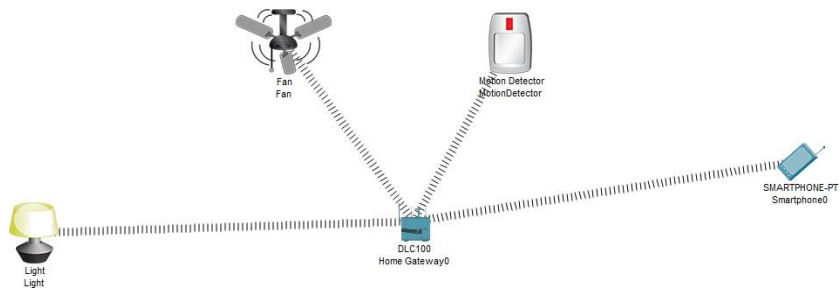 Fan
Fan
Motion Detector
MotionDetector
SMARTPHONE-PT
Smartphone0
DLC100
Home Gateway0
Light
Light